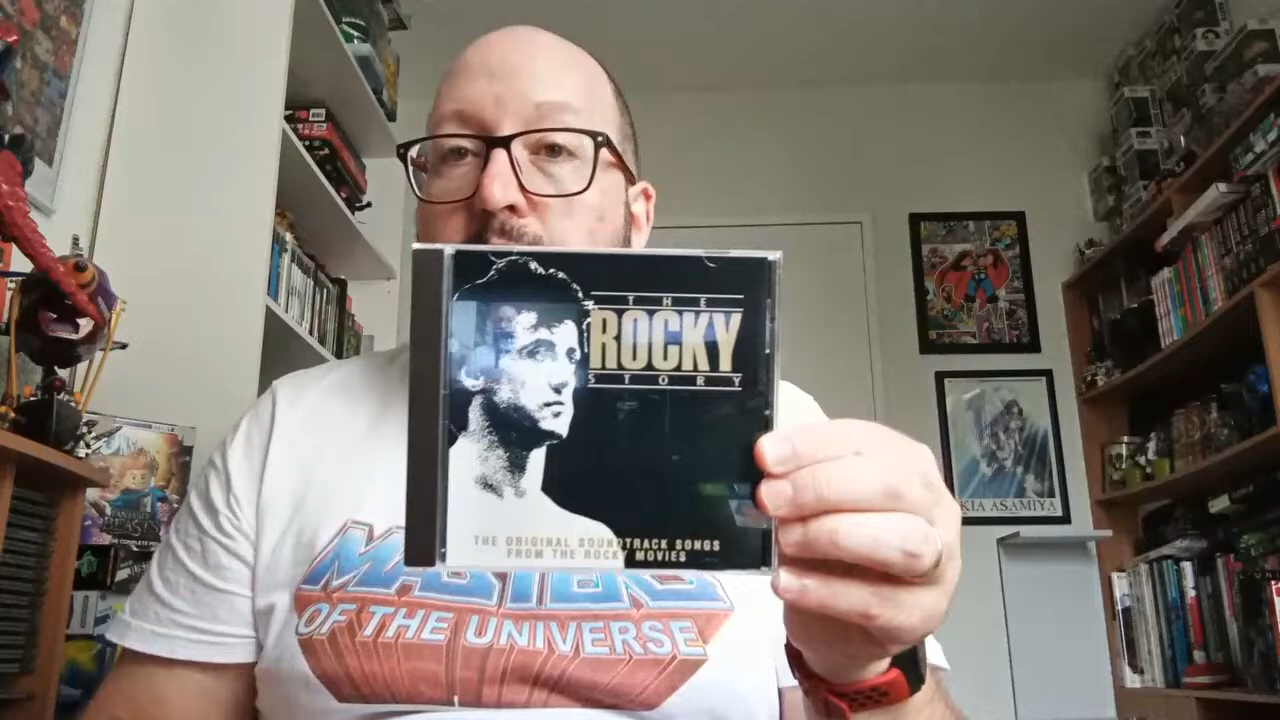 THE
ROCKY
STORY
THE ORIGINAL SOUNDTRACK SONGS
FROM THE ROCKY MOVIES
MASTERS
OF THE UNIVERSE
KIA ASAMIYA